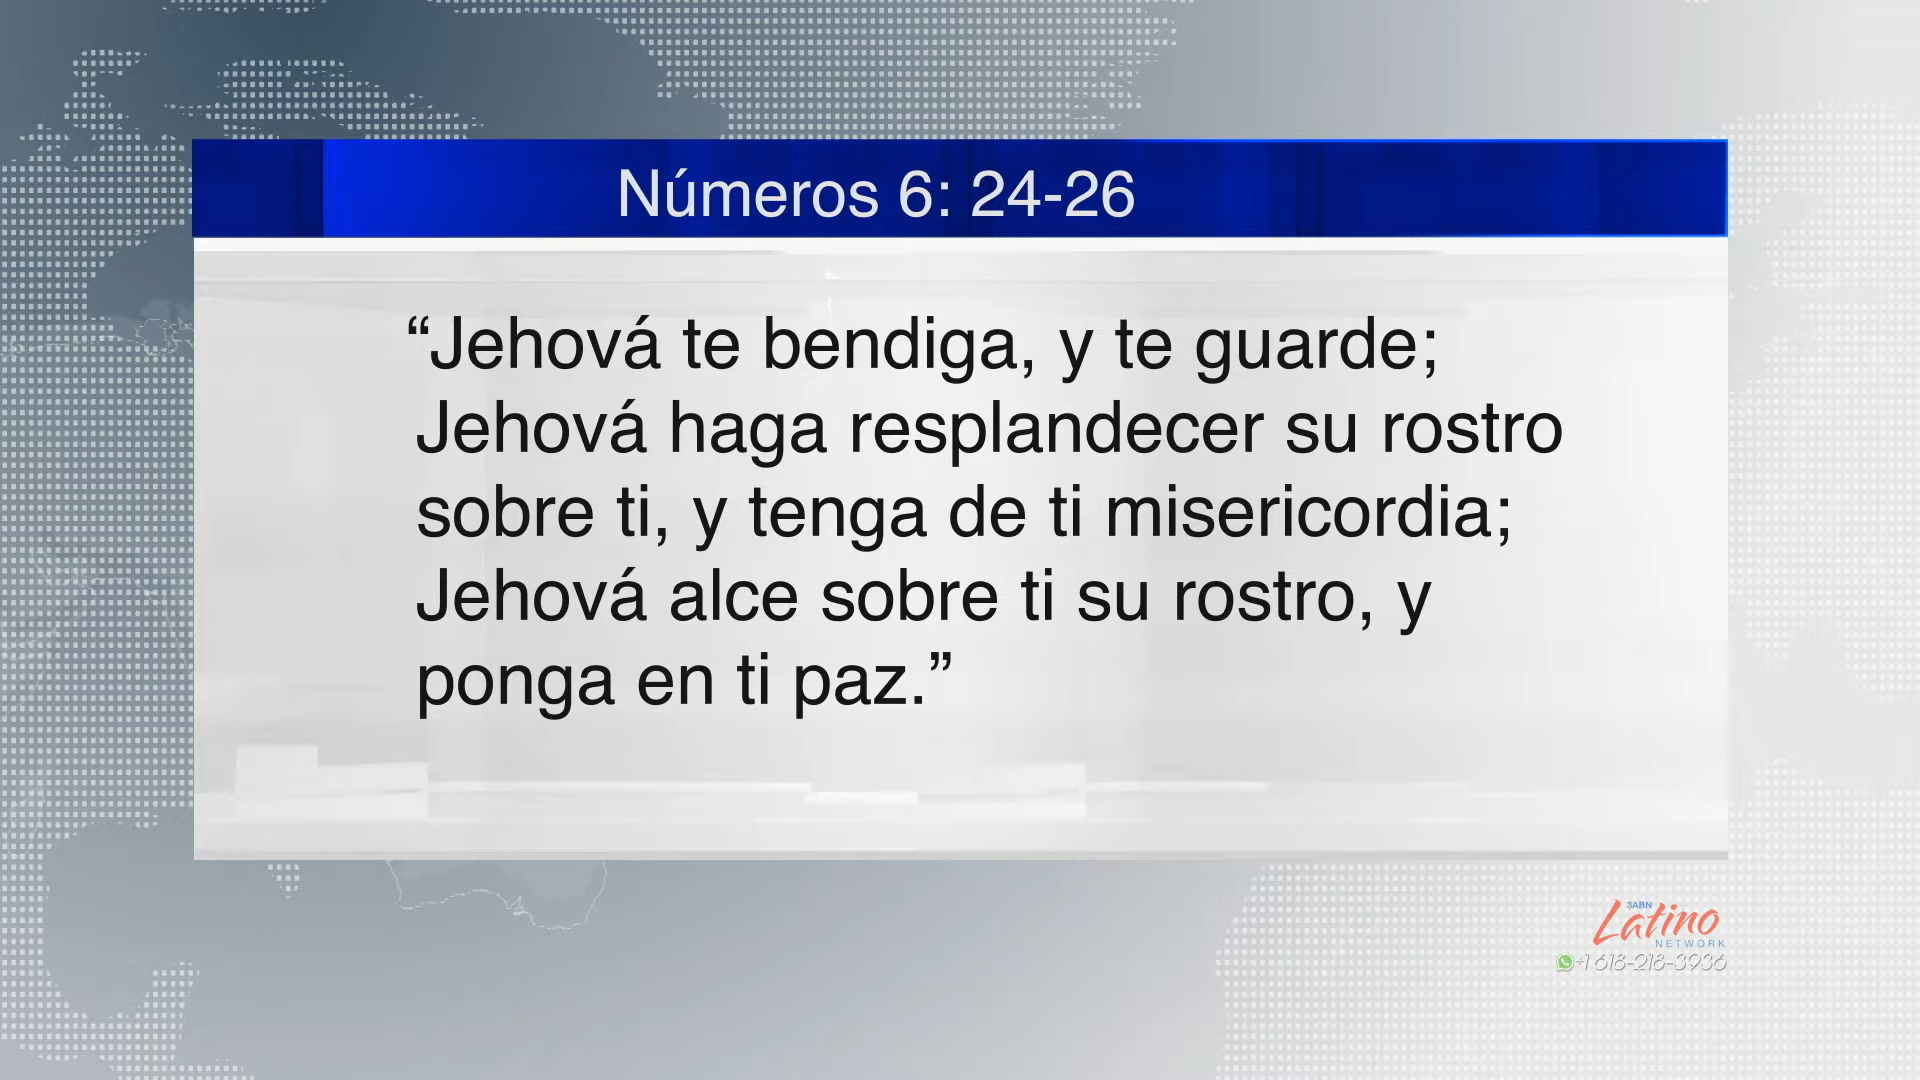 Números 6: 24-26
“Jehová te bendiga, y te guarde;
Jehová haga resplandecer su rostro
sobre ti, y tenga de ti misericordia;
Jehová alce sobre ti su rostro, y
ponga en ti paz.”
3ABN
Latino
NETWORK
+1 618-218-3936